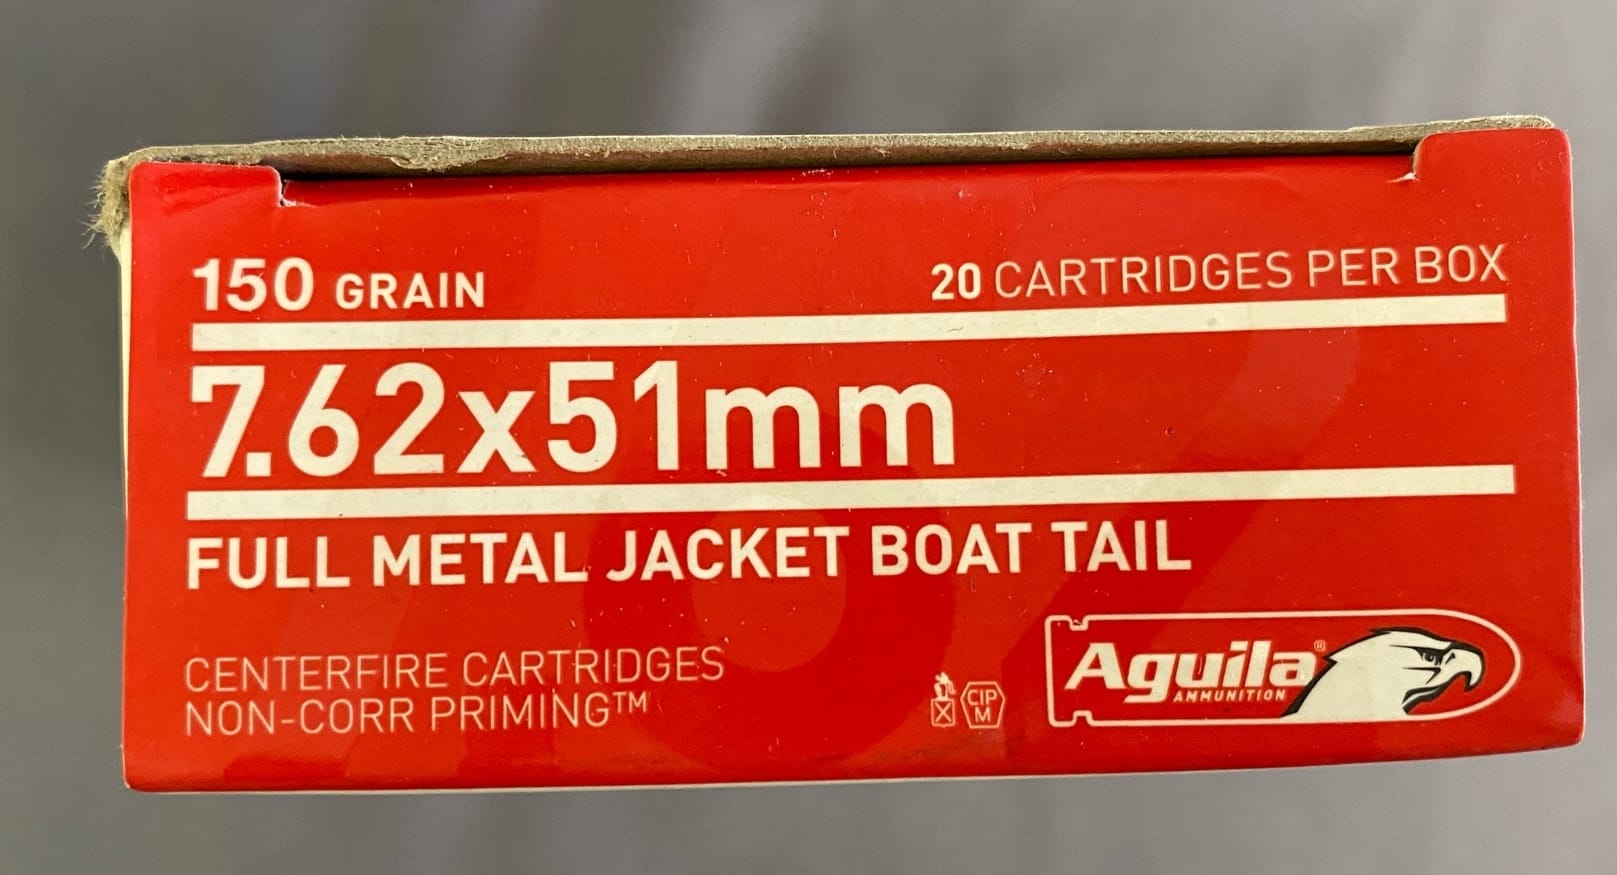 150 GRAIN
20 CARTRIDGES PER BOX
7.62x51mm
FULL METAL JACKET BOAT TAIL
CENTERFIRE CARTRIDGES
NON-CORR PRIMING™
X
CIP
M
Aguila®
AMMUNITION